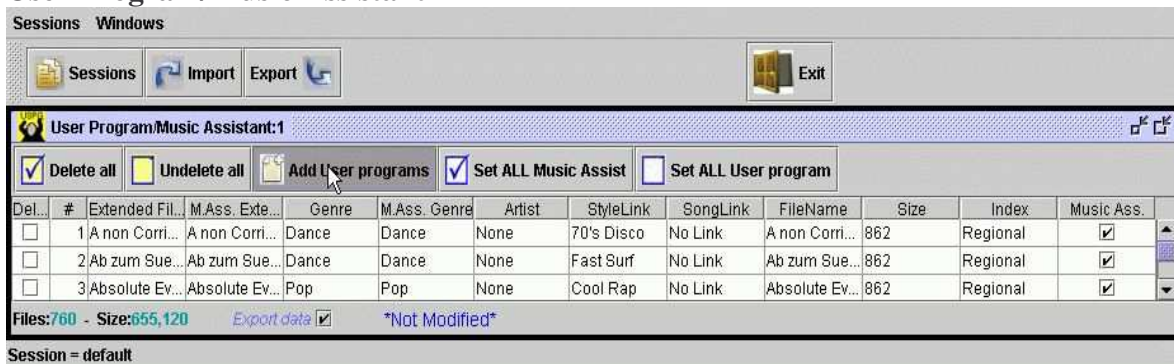 Sessions Windows
Sessions Import Export Exit
User Program/Music Assistant:1
Delete all Undelete all Add User programs Set ALL Music Assist Set ALL User program
Del... # Extended Fil... M.Ass. Exte... Genre M.Ass. Genre Artist StyleLink SongLink FileName Size Index Music Ass.
1 A non Corri... A non Corri... Dance Dance None 70's Disco No Link A non Corri... 862 Regional
2 Ab zum Sue... Ab zum Sue... Dance Dance None Fast Surf No Link Ab zum Sue... 862 Regional
3 Absolute Ev... Absolute Ev... Pop Pop None Cool Rap No Link Absolute Ev... 862 Regional
Files:760 - Size:655,120 Export data *Not Modified*
Session = default